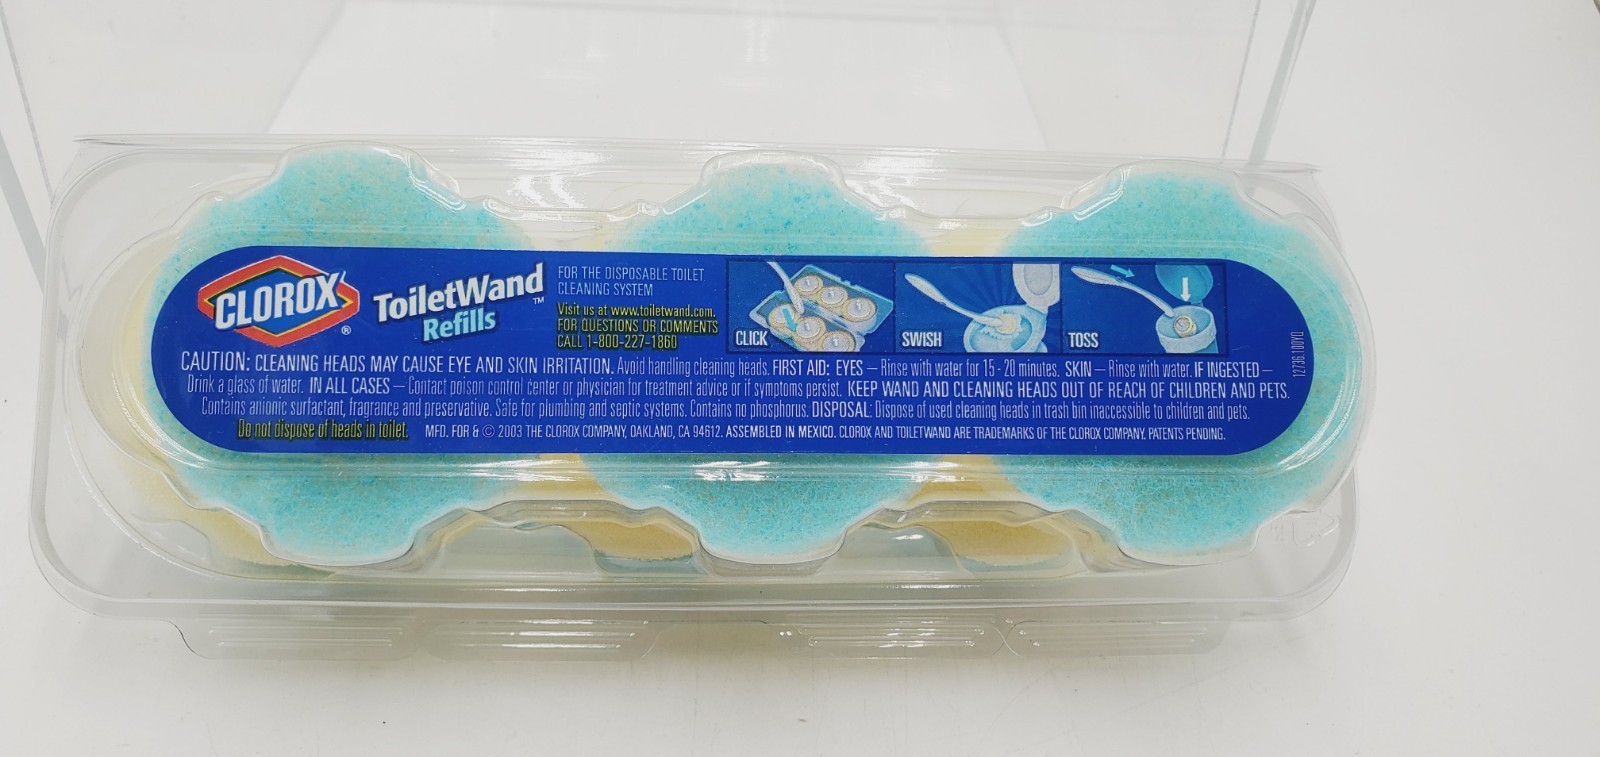 CLOROX®
ToiletWand™
Refills
FOR THE DISPOSABLE TOILET
CLEANING SYSTEM
Visit us at www.toiletwand.com.
FOR QUESTIONS OR COMMENTS
CALL 1-800-227-1860
CLICK
SWISH
TOSS
CAUTION: CLEANING HEADS MAY CAUSE EYE AND SKIN IRRITATION. Avoid handling cleaning heads. FIRST AID: EYES – Rinse with water for 15 - 20 minutes. SKIN – Rinse with water. IF INGESTED –
Drink a glass of water. IN ALL CASES – Contact poison control center or physician for treatment advice or if symptoms persist. KEEP WAND AND CLEANING HEADS OUT OF REACH OF CHILDREN AND PETS.
Contains anionic surfactant, fragrance and preservative. Safe for plumbing and septic systems. Contains no phosphorus. DISPOSAL: Dispose of used cleaning heads in trash bin inaccessible to children and pets.
Do not dispose of heads in toilet. MFD. FOR & © 2003 THE CLOROX COMPANY, OAKLAND, CA 94612. ASSEMBLED IN MEXICO. CLOROX AND TOILETWAND ARE TRADEMARKS OF THE CLOROX COMPANY. PATENTS PENDING.